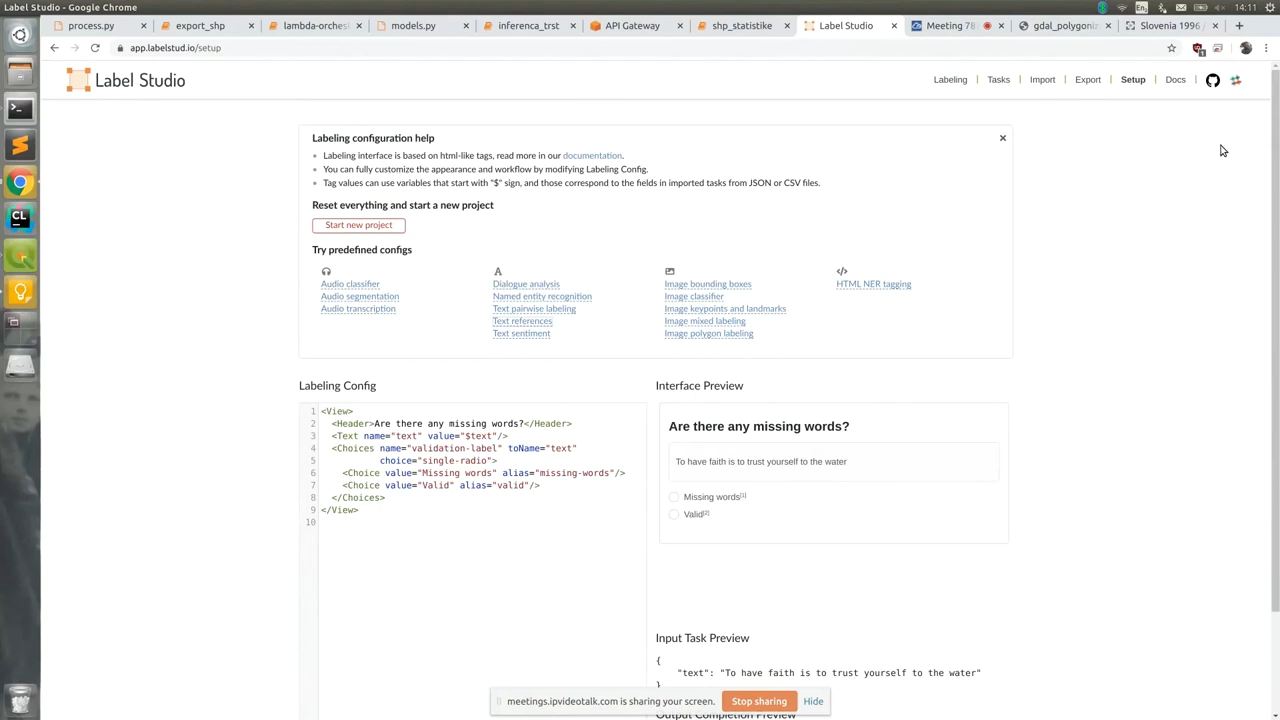 Label Studio - Google Chrome
En
14:11
process.py
export_shp
lambda-orches
models.py
inference_trst
API Gateway
shp_statistike
Label Studio
Meeting 78
gdal_polygoniz
Slovenia 1996
app.labelstud.io/setup
Label Studio
Labeling
Tasks
Import
Export
Setup
Docs
Labeling configuration help
Labeling interface is based on html-like tags, read more in our documentation.
You can fully customize the appearance and workflow by modifying Labeling Config.
Tag values can use variables that start with "$" sign, and those correspond to the fields in imported tasks from JSON or CSV files.
Reset everything and start a new project
Start new project
Try predefined configs
Audio classifier
Audio segmentation
Audio transcription
Dialogue analysis
Named entity recognition
Text pairwise labeling
Text references
Text sentiment
Image bounding boxes
Image classifier
Image keypoints and landmarks
Image mixed labeling
Image polygon labeling
HTML NER tagging
Labeling Config
1 <View>
2 <Header>Are there any missing words?</Header>
3 <Text name="text" value="$text"/>
4 <Choices name="validation-label" toName="text"
5 choice="single-radio">
6 <Choice value="Missing words" alias="missing-words"/>
7 <Choice value="Valid" alias="valid"/>
8 </Choices>
9 </View>
10
Interface Preview
Are there any missing words?
To have faith is to trust yourself to the water
Missing words[1]
Valid[2]
Input Task Preview
{
"text": "To have faith is to trust yourself to the water"
}
meetings.ipvideotalk.com is sharing your screen.
Stop sharing
Hide
Output Completion Preview